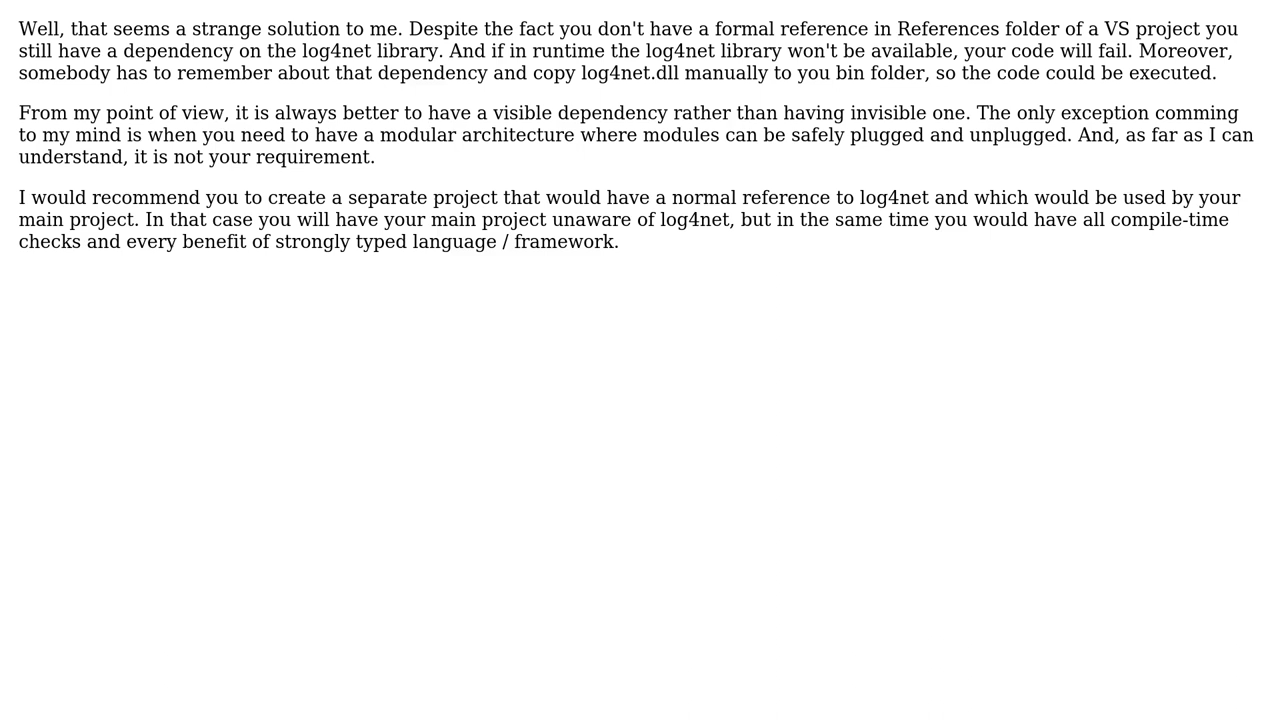 Well, that seems a strange solution to me. Despite the fact you don't have a formal reference in References folder of a VS project you
still have a dependency on the log4net library. And if in runtime the log4net library won't be available, your code will fail. Moreover,
somebody has to remember about that dependency and copy log4net.dll manually to you bin folder, so the code could be executed.
From my point of view, it is always better to have a visible dependency rather than having invisible one. The only exception comming
to my mind is when you need to have a modular architecture where modules can be safely plugged and unplugged. And, as far as I can
understand, it is not your requirement.
I would recommend you to create a separate project that would have a normal reference to log4net and which would be used by your
main project. In that case you will have your main project unaware of log4net, but in the same time you would have all compile-time
checks and every benefit of strongly typed language / framework.